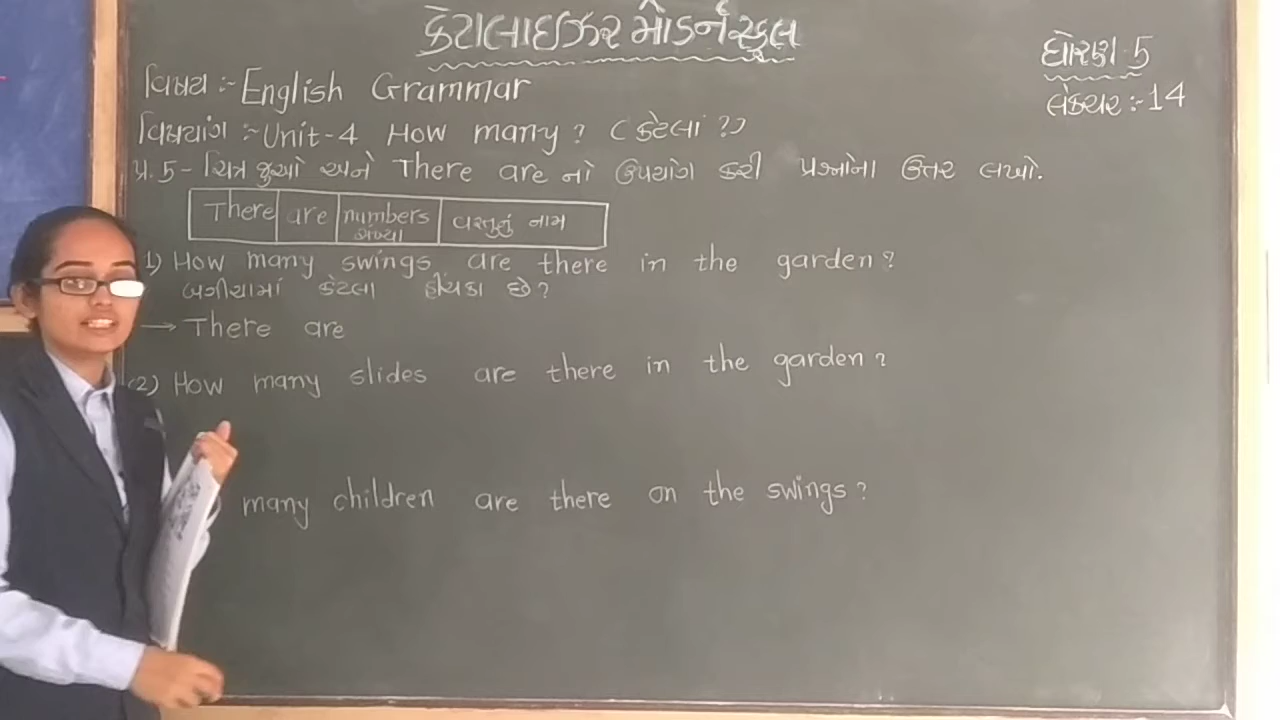 કેટાલાઇઝર મોડર્ન સ્કૂલ
ધોરણ 5
વિષય :- English Grammar
લેક્ચર :- 14
વિષયાંગ :- Unit-4 How many? (કેટલાં ?)
પ્ર. 5 - ચિત્ર જુઓ અને There are નો ઉપયોગ કરી પ્રશ્નોના ઉત્તર લખો.
There are numbers સંખ્યા વસ્તુનું નામ
1) How many swings are there in the garden?
બગીચામાં કેટલા હીંચકા છે?
→ There are
(2) How many slides are there in the garden?
many children are there on the swings?